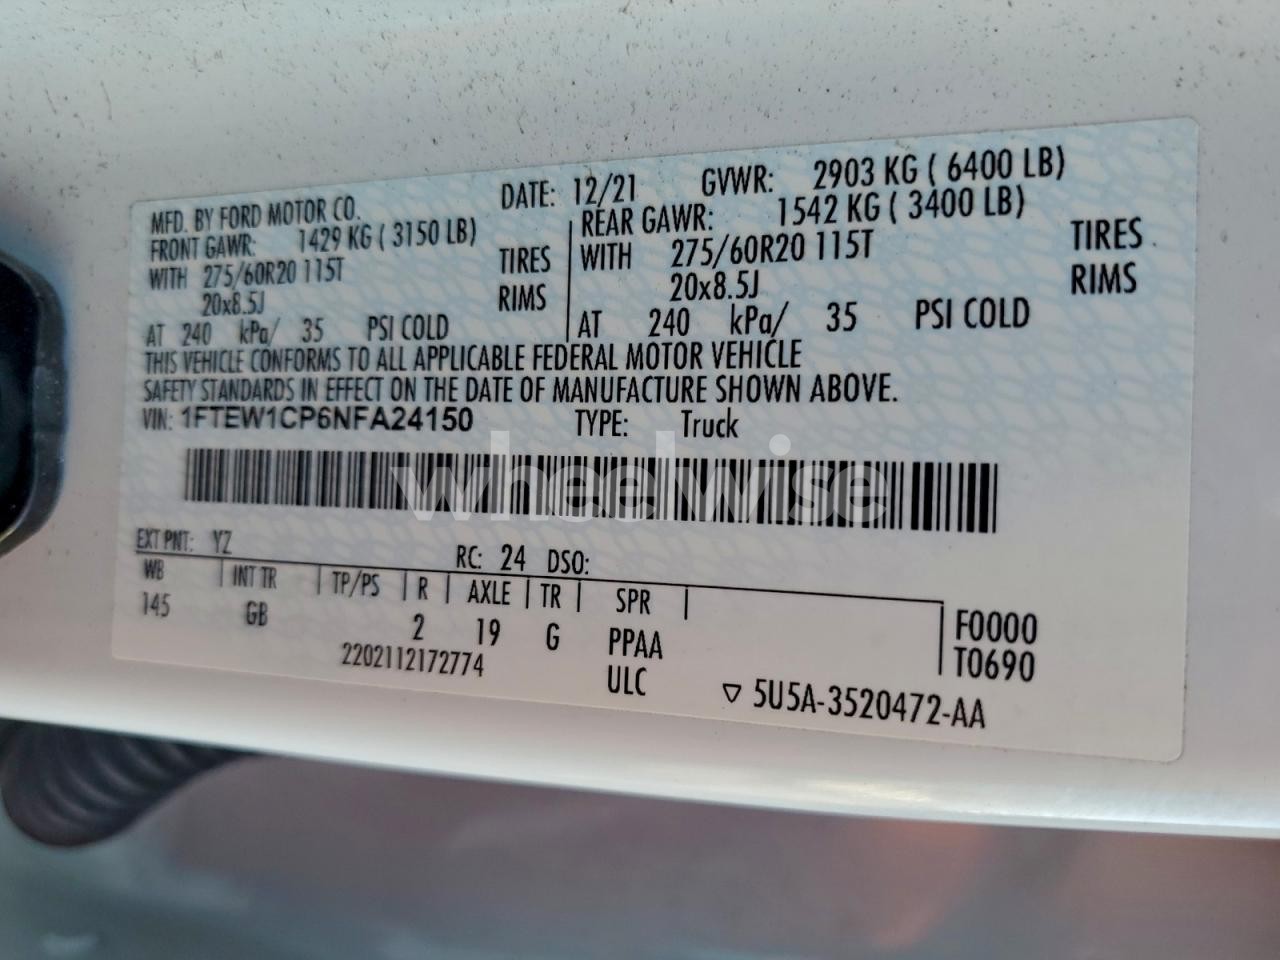 MFD. BY FORD MOTOR CO. DATE: 12/21 GVWR: 2903 KG ( 6400 LB)
FRONT GAWR: 1429 KG ( 3150 LB) REAR GAWR: 1542 KG ( 3400 LB)
WITH 275/60R20 115T TIRES WITH 275/60R20 115T TIRES
20x8.5J RIMS 20x8.5J RIMS
AT 240 kPa/ 35 PSI COLD AT 240 kPa/ 35 PSI COLD
THIS VEHICLE CONFORMS TO ALL APPLICABLE FEDERAL MOTOR VEHICLE
SAFETY STANDARDS IN EFFECT ON THE DATE OF MANUFACTURE SHOWN ABOVE.
VIN: 1FTEW1CP6NFA24150 TYPE: Truck
wheelwise
EXT PNT: YZ RC: 24 DSO:
WB INT TR TP/PS R AXLE TR SPR F0000
145 GB 2 19 G PPAA T0690
2202112172774 ULC ▽ 5U5A-3520472-AA